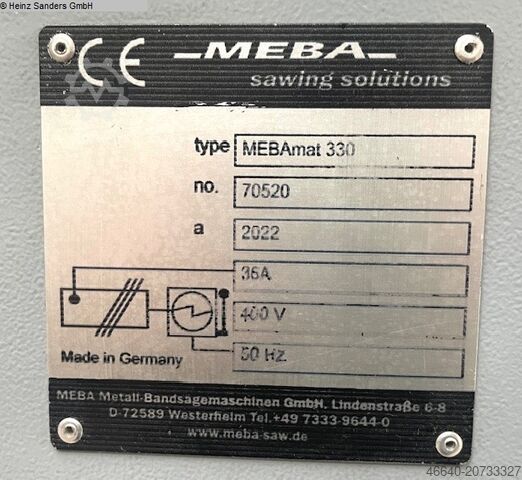 © Heinz Sanders GmbH
CE MEBA
sawing solutions
type MEBAmat 330
no. 70520
a 2022
36A
400 V
50 Hz
Made in Germany
MEBA Metall-Bandsägemaschinen GmbH. Lindenstraße 6-8
D-72589 Westerheim Tel.+49 7333-9644-0
www.meba-saw.de
46640-20733327